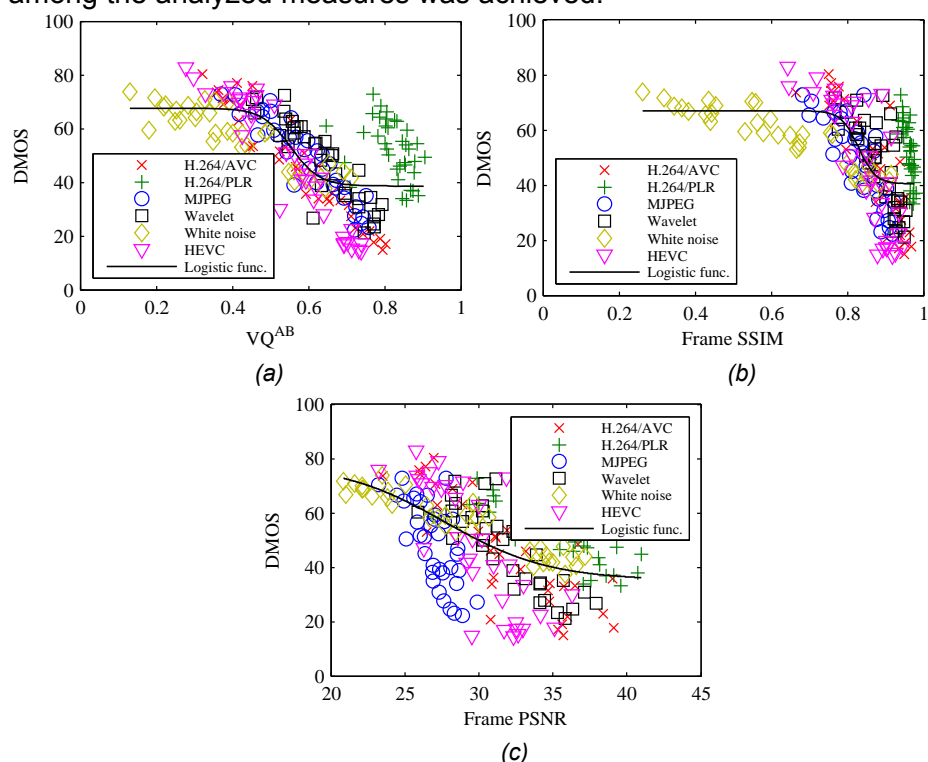 among the analyzed measures was achieved.
100
80
60
40
20
0
DMOS
H.264/AVC
H.264/PLR
MJPEG
Wavelet
White noise
HEVC
Logistic func.
0 0.2 0.4 0.6 0.8 1
VQ^AB
(a)
100
80
60
40
20
0
DMOS
H.264/AVC
H.264/PLR
MJPEG
Wavelet
White noise
HEVC
Logistic func.
0 0.2 0.4 0.6 0.8 1
Frame SSIM
(b)
100
80
60
40
20
0
DMOS
H.264/AVC
H.264/PLR
MJPEG
Wavelet
White noise
HEVC
Logistic func.
20 25 30 35 40 45
Frame PSNR
(c)